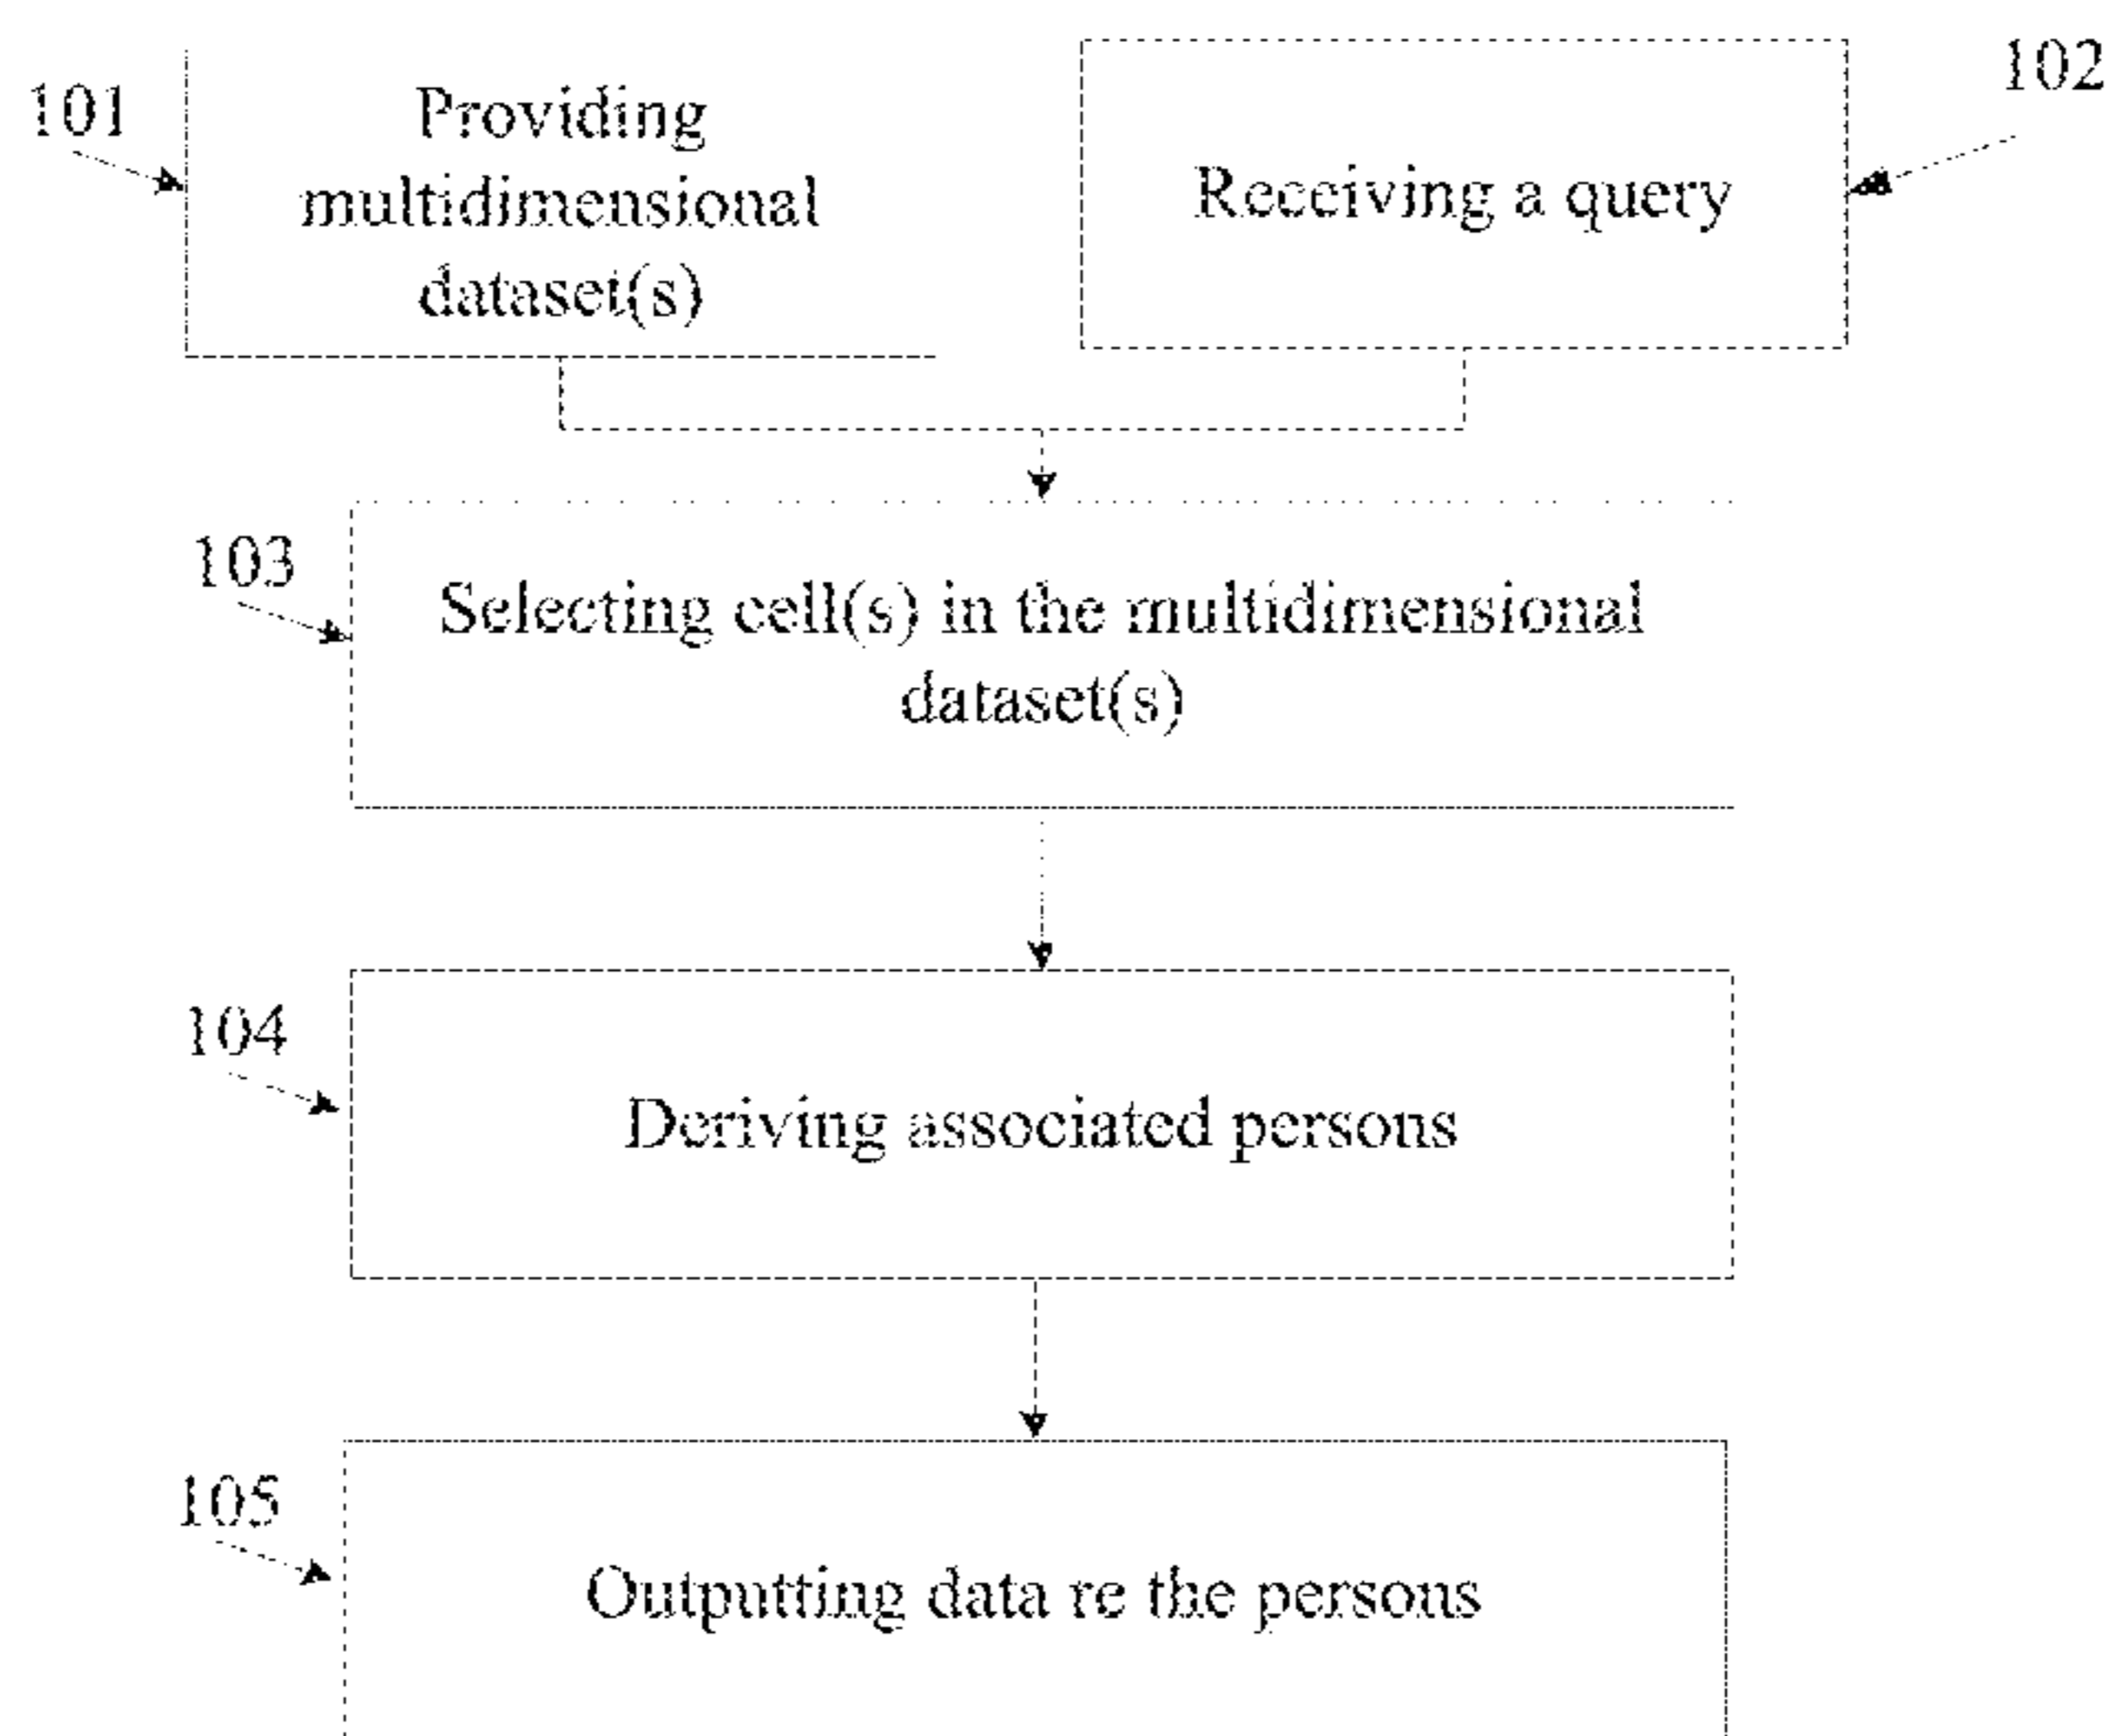 101
Providing
multidimensional
dataset(s)
102
Receiving a query
103
Selecting cell(s) in the multidimensional
dataset(s)
104
Deriving associated persons
105
Outputting data re the persons